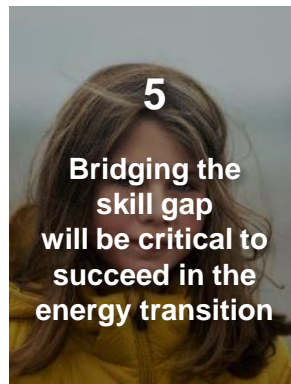 5
Bridging the
skill gap
will be critical to
succeed in the
energy transition